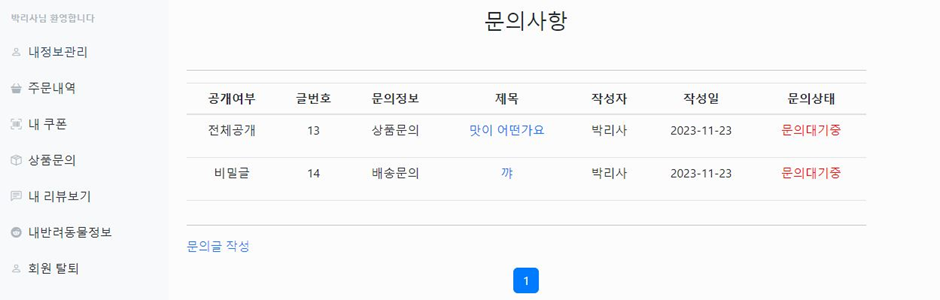 박리사님 환영합니다
내정보관리
주문내역
내 쿠폰
상품문의
내 리뷰보기
내반려동물정보
회원 탈퇴
문의사항
공개여부 글번호 문의정보 제목 작성자 작성일 문의상태
전체공개 13 상품문의 맛이 어떤가요 박리사 2023-11-23 문의대기중
비밀글 14 배송문의 꺄 박리사 2023-11-23 문의대기중
문의글 작성
1